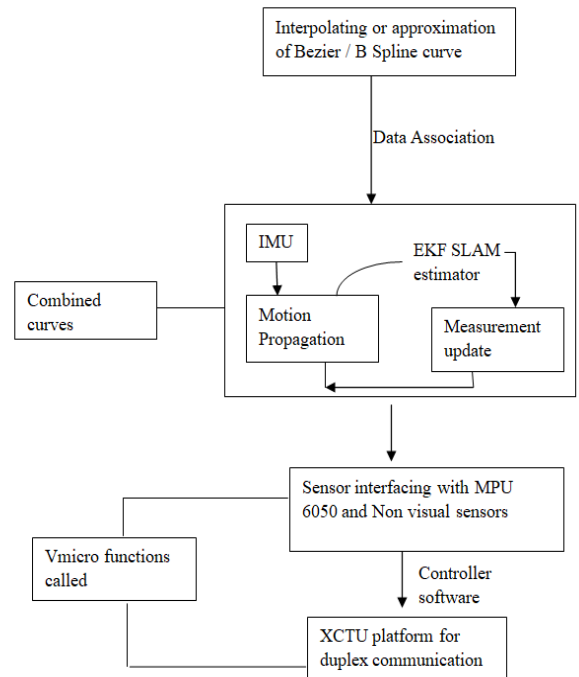 Interpolating or approximation
of Bezier / B Spline curve
Data Association
IMU
EKF SLAM
estimator
Combined
curves
Motion
Propagation
Measurement
update
Sensor interfacing with MPU
6050 and Non visual sensors
Vmicro functions
called
Controller
software
XCTU platform for
duplex communication